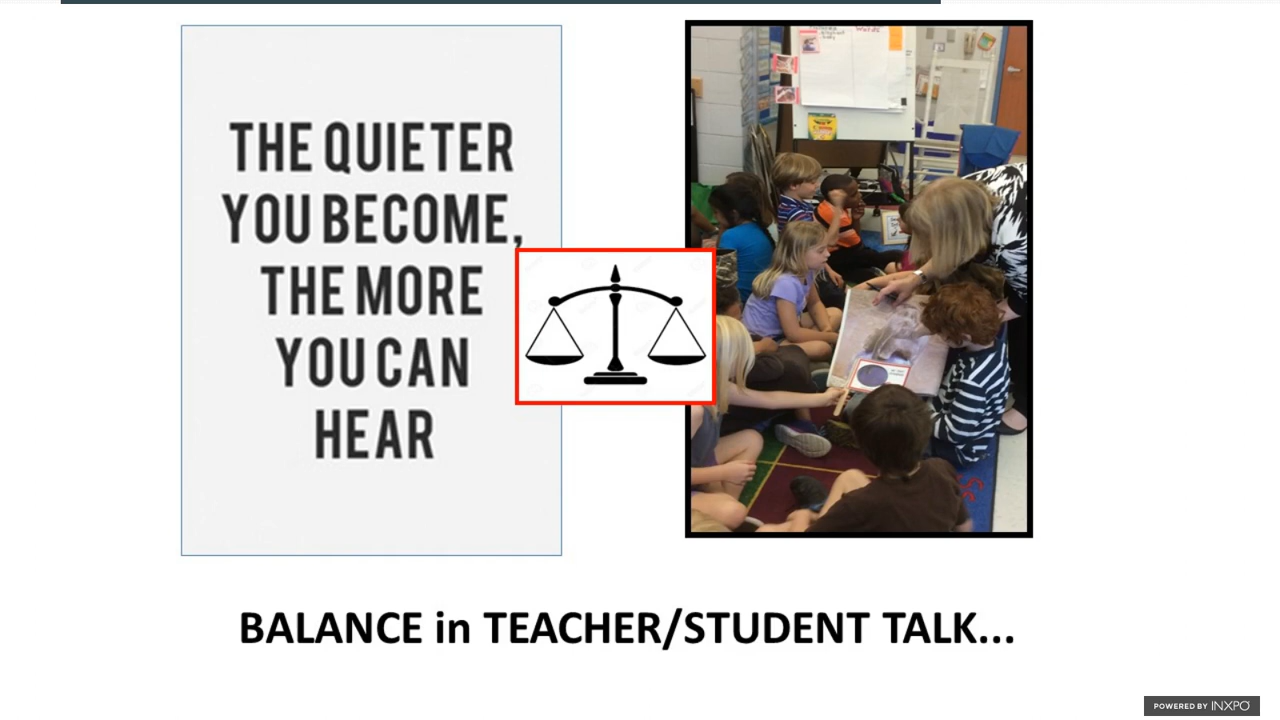 THE QUIETER
YOU BECOME,
THE MORE
YOU CAN
HEAR
BALANCE in TEACHER/STUDENT TALK...
POWERED BY INXPO